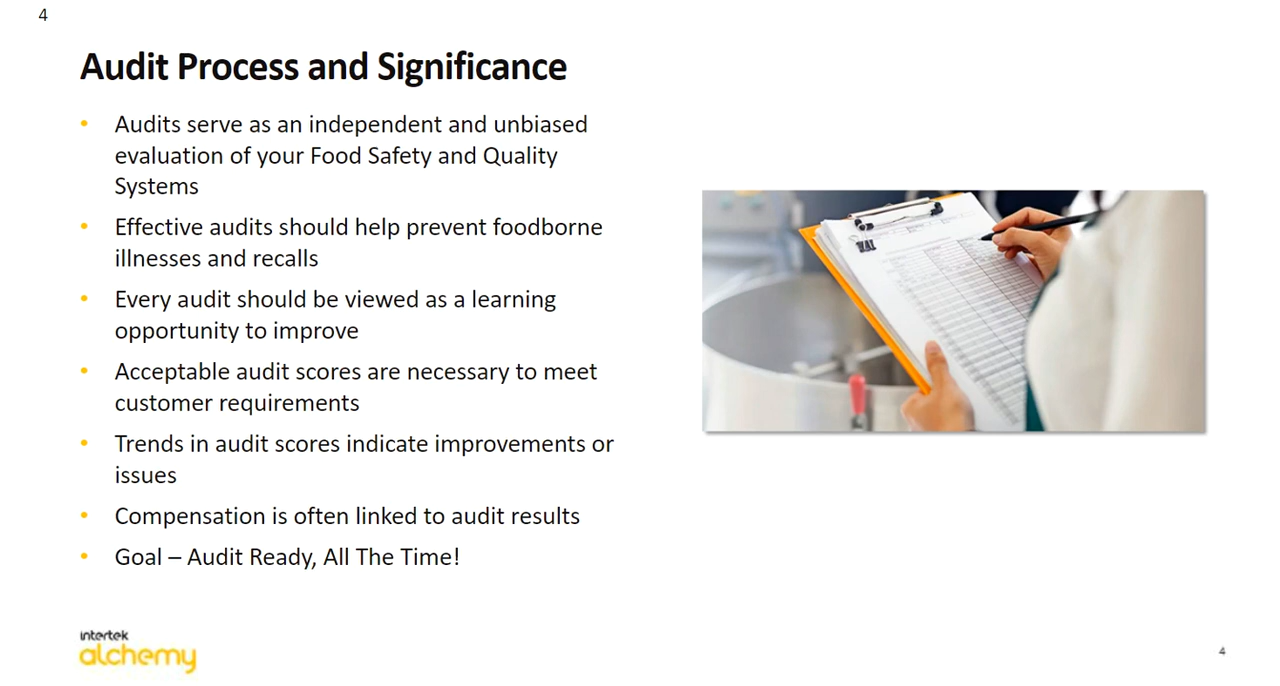 4
Audit Process and Significance
• Audits serve as an independent and unbiased
evaluation of your Food Safety and Quality
Systems
• Effective audits should help prevent foodborne
illnesses and recalls
• Every audit should be viewed as a learning
opportunity to improve
• Acceptable audit scores are necessary to meet
customer requirements
• Trends in audit scores indicate improvements or
issues
• Compensation is often linked to audit results
• Goal – Audit Ready, All The Time!
intertek
alchemy
4